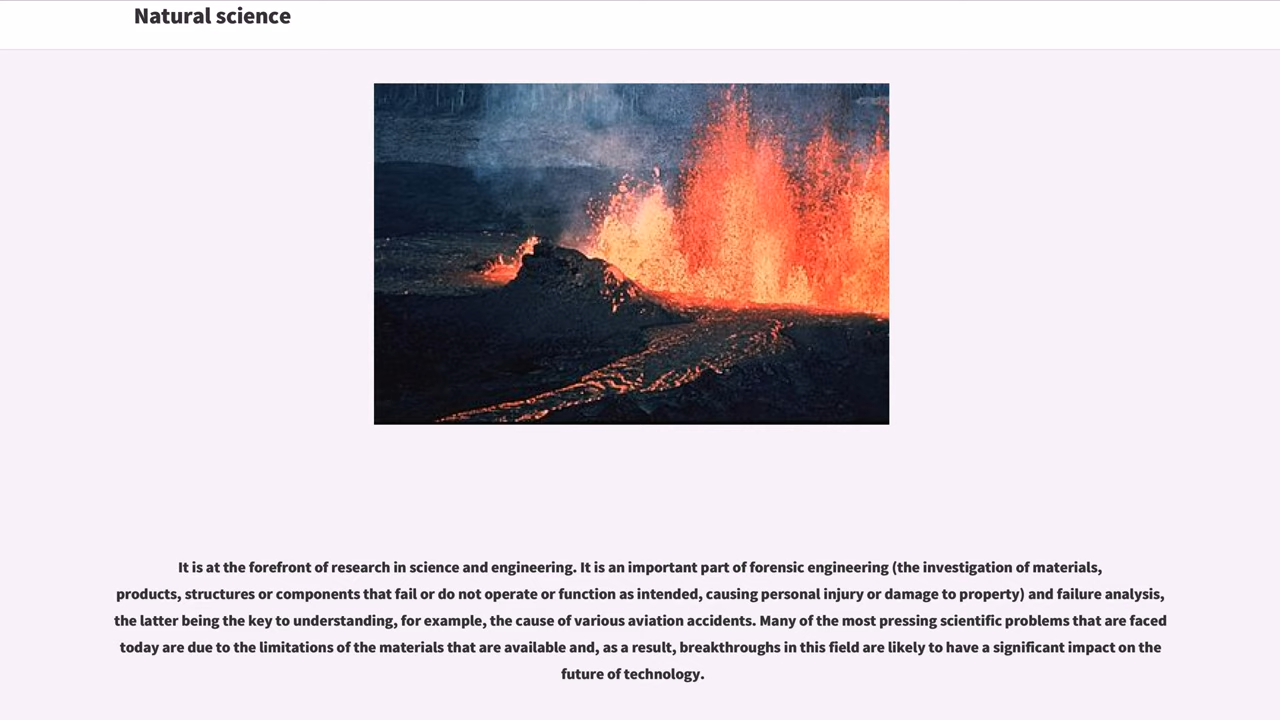 Natural science
It is at the forefront of research in science and engineering. It is an important part of forensic engineering (the investigation of materials,
products, structures or components that fail or do not operate or function as intended, causing personal injury or damage to property) and failure analysis,
the latter being the key to understanding, for example, the cause of various aviation accidents. Many of the most pressing scientific problems that are faced
today are due to the limitations of the materials that are available and, as a result, breakthroughs in this field are likely to have a significant impact on the
future of technology.